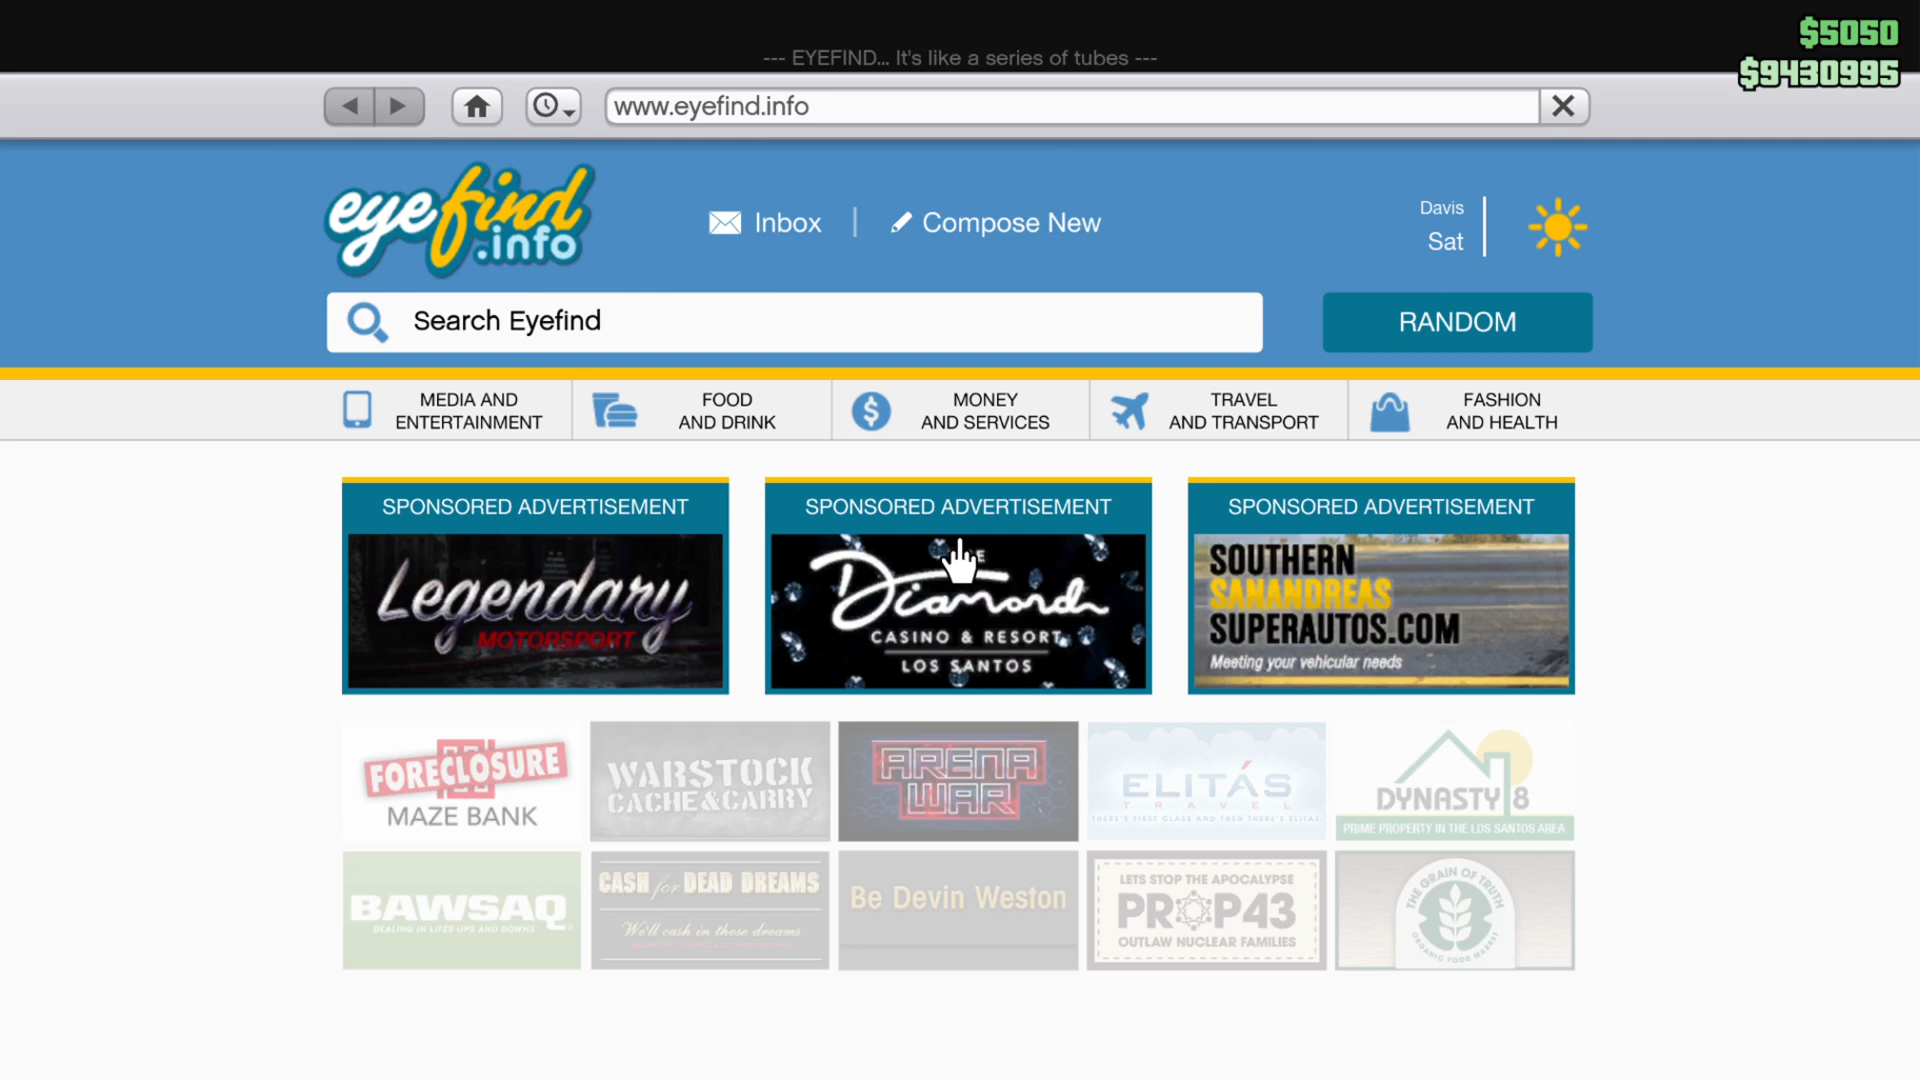 $5050
--- EYEFIND... It's like a series of tubes ---
$9430995
www.eyefind.info
eyefind
.info
Inbox
Compose New
Davis
Sat
Search Eyefind
RANDOM
MEDIA AND
ENTERTAINMENT
FOOD
AND DRINK
MONEY
AND SERVICES
TRAVEL
AND TRANSPORT
FASHION
AND HEALTH
SPONSORED ADVERTISEMENT
Legendary
MOTORSPORT
SPONSORED ADVERTISEMENT
Diamond
CASINO & RESORT
LOS SANTOS
SPONSORED ADVERTISEMENT
SOUTHERN
SANANDREAS
SUPERAUTOS.COM
Meeting your vehicular needs
FORECLOSURE
MAZE BANK
WARSTOCK
CACHE&CARRY
ARENA
WAR
ELITÁS
TRAVEL
THERE'S FIRST CLASS AND THEN THERE'S ELITAS.
DYNASTY 8
PRIME PROPERTY IN THE LOS SANTOS AREA
BAWSAQ
DEALING IN LIFE'S UPS AND DOWNS
CASH for DEAD DREAMS
We'll cash in those dreams
Be Devin Weston
LETS STOP THE APOCALYPSE
PROP43
OUTLAW NUCLEAR FAMILIES
THE GRAIN OF TRUTH
ORGANIC FOOD MARKET